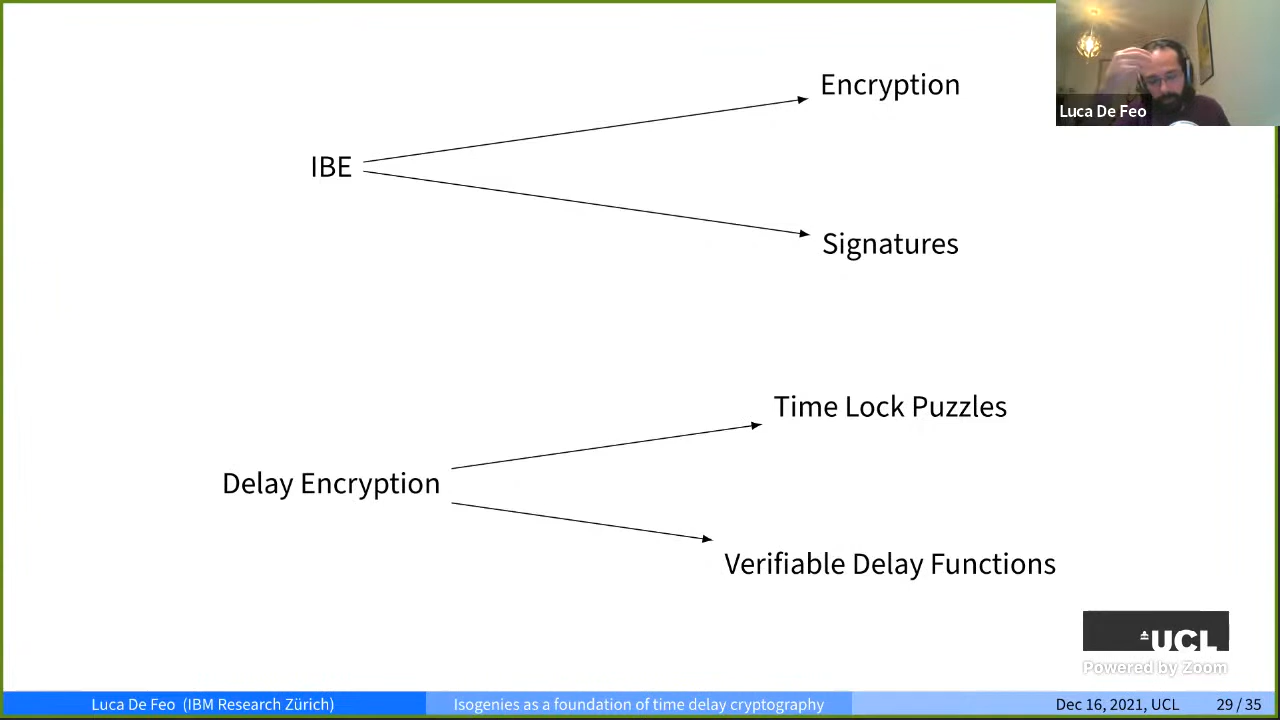 Encryption
Luca De Feo
IBE
Signatures
Time Lock Puzzles
Delay Encryption
Verifiable Delay Functions
UCL
Powered by Zoom
Luca De Feo (IBM Research Zürich)
Isogenies as a foundation of time delay cryptography
Dec 16, 2021, UCL
29 / 35